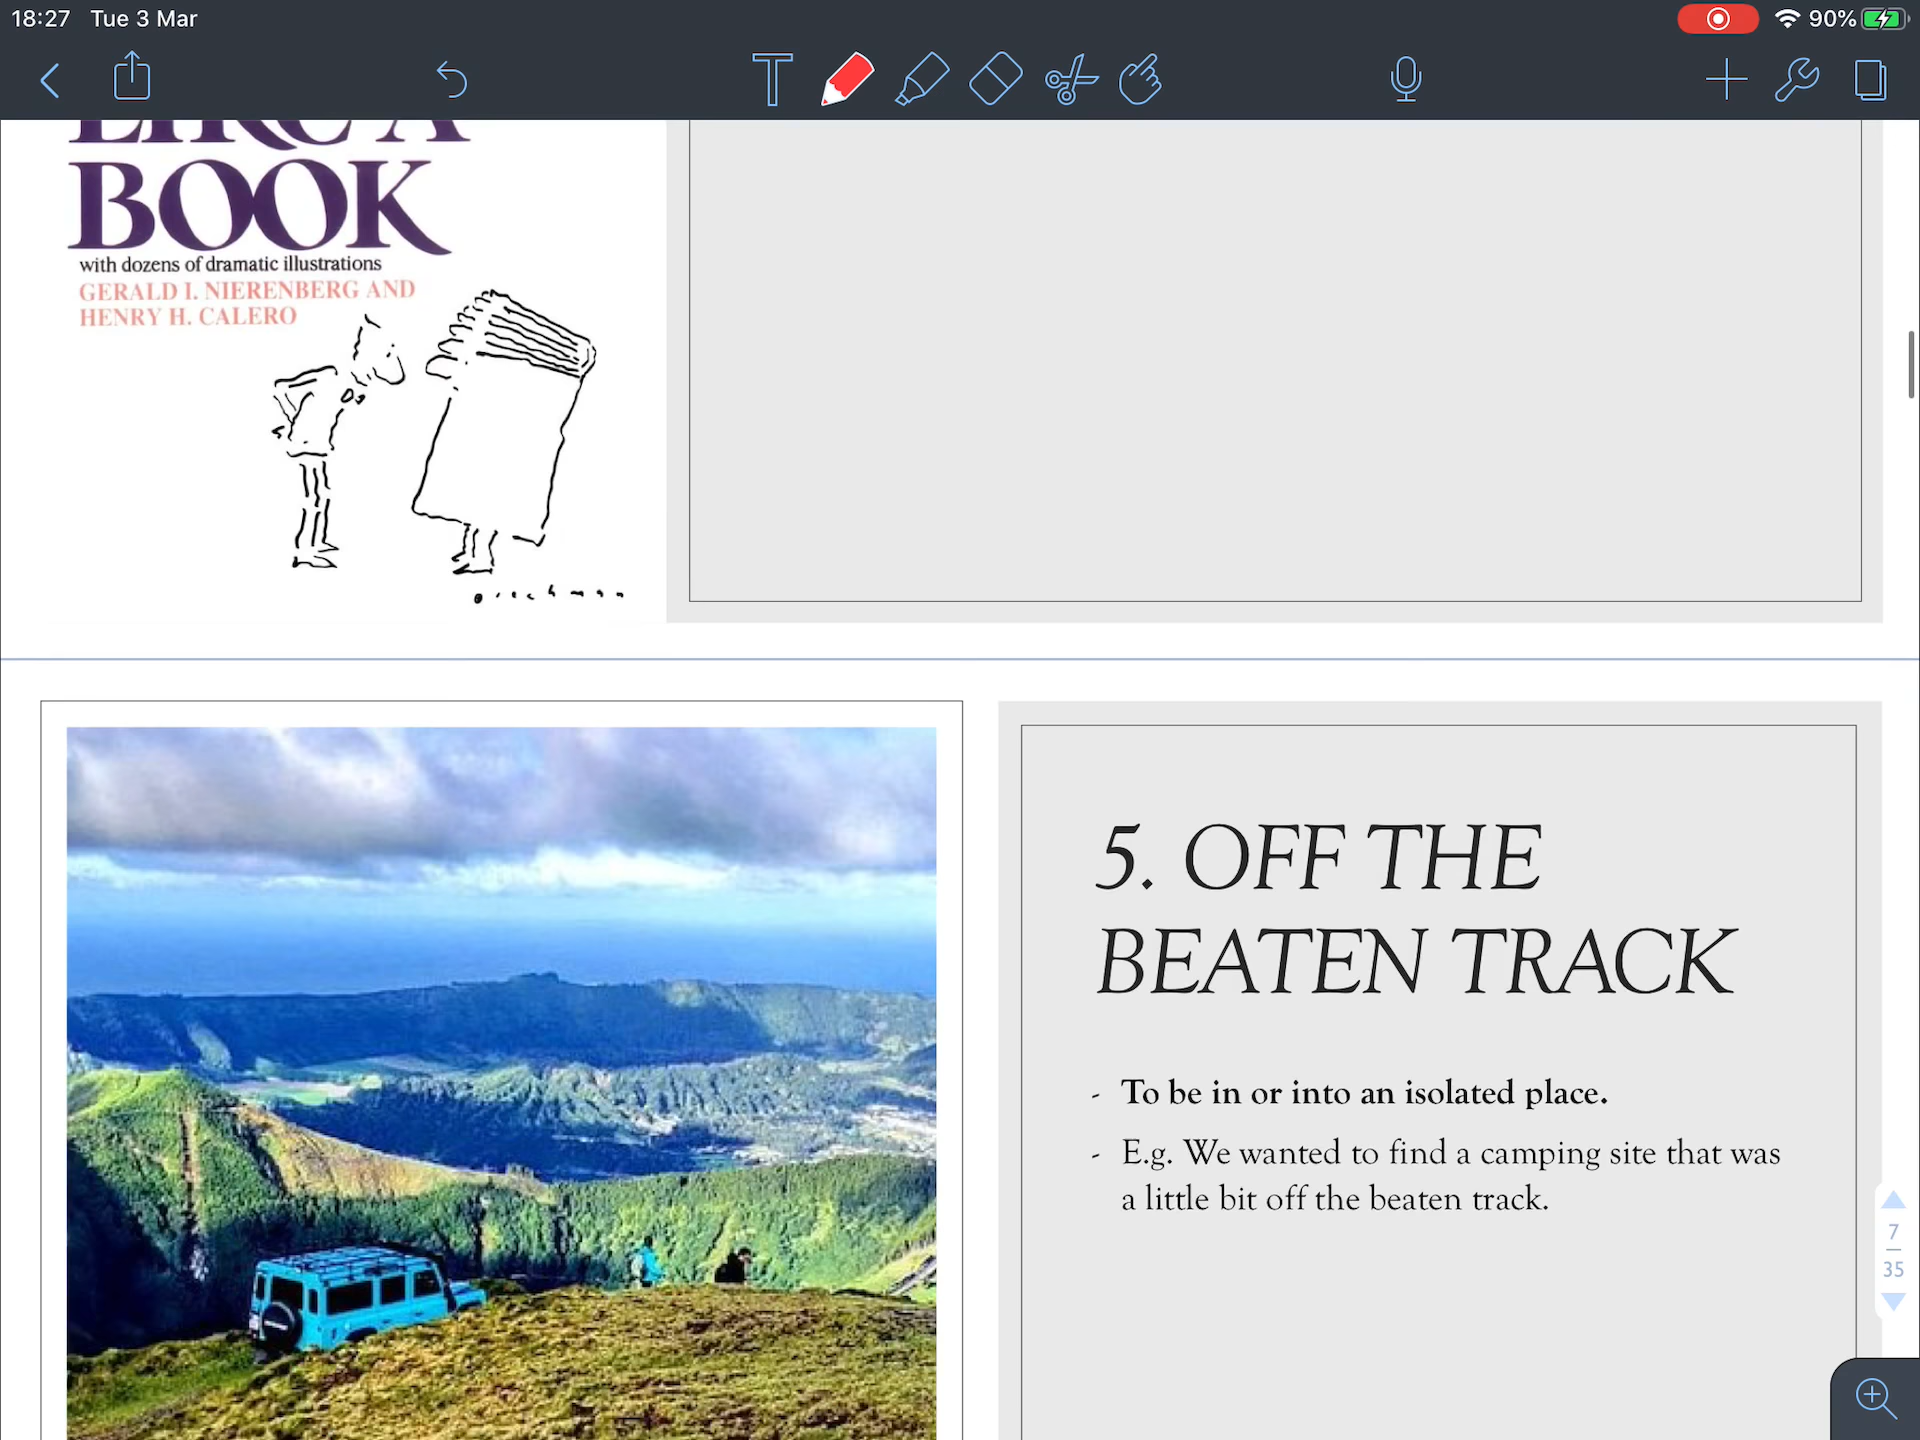 18:27 Tue 3 Mar
90%
LIKE A
BOOK
with dozens of dramatic illustrations
GERALD I. NIERENBERG AND
HENRY H. CALERO
5. OFF THE
BEATEN TRACK
- To be in or into an isolated place.
- E.g. We wanted to find a camping site that was
a little bit off the beaten track.
7
35